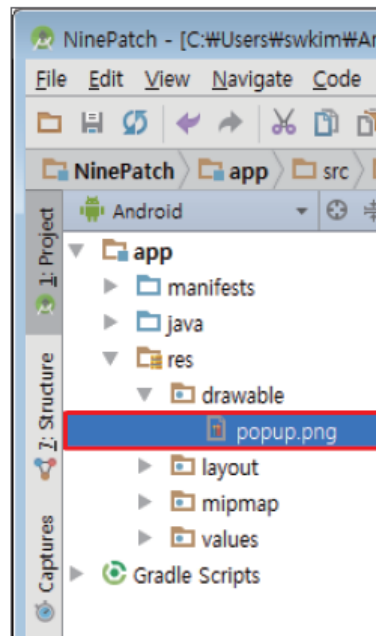 NinePatch - [C:₩Users₩swkim₩An
File Edit View Navigate Code
NinePatch app src
1: Project
Android
app
manifests
java
res
drawable
popup.png
layout
mipmap
values
Gradle Scripts
7: Structure
Captures